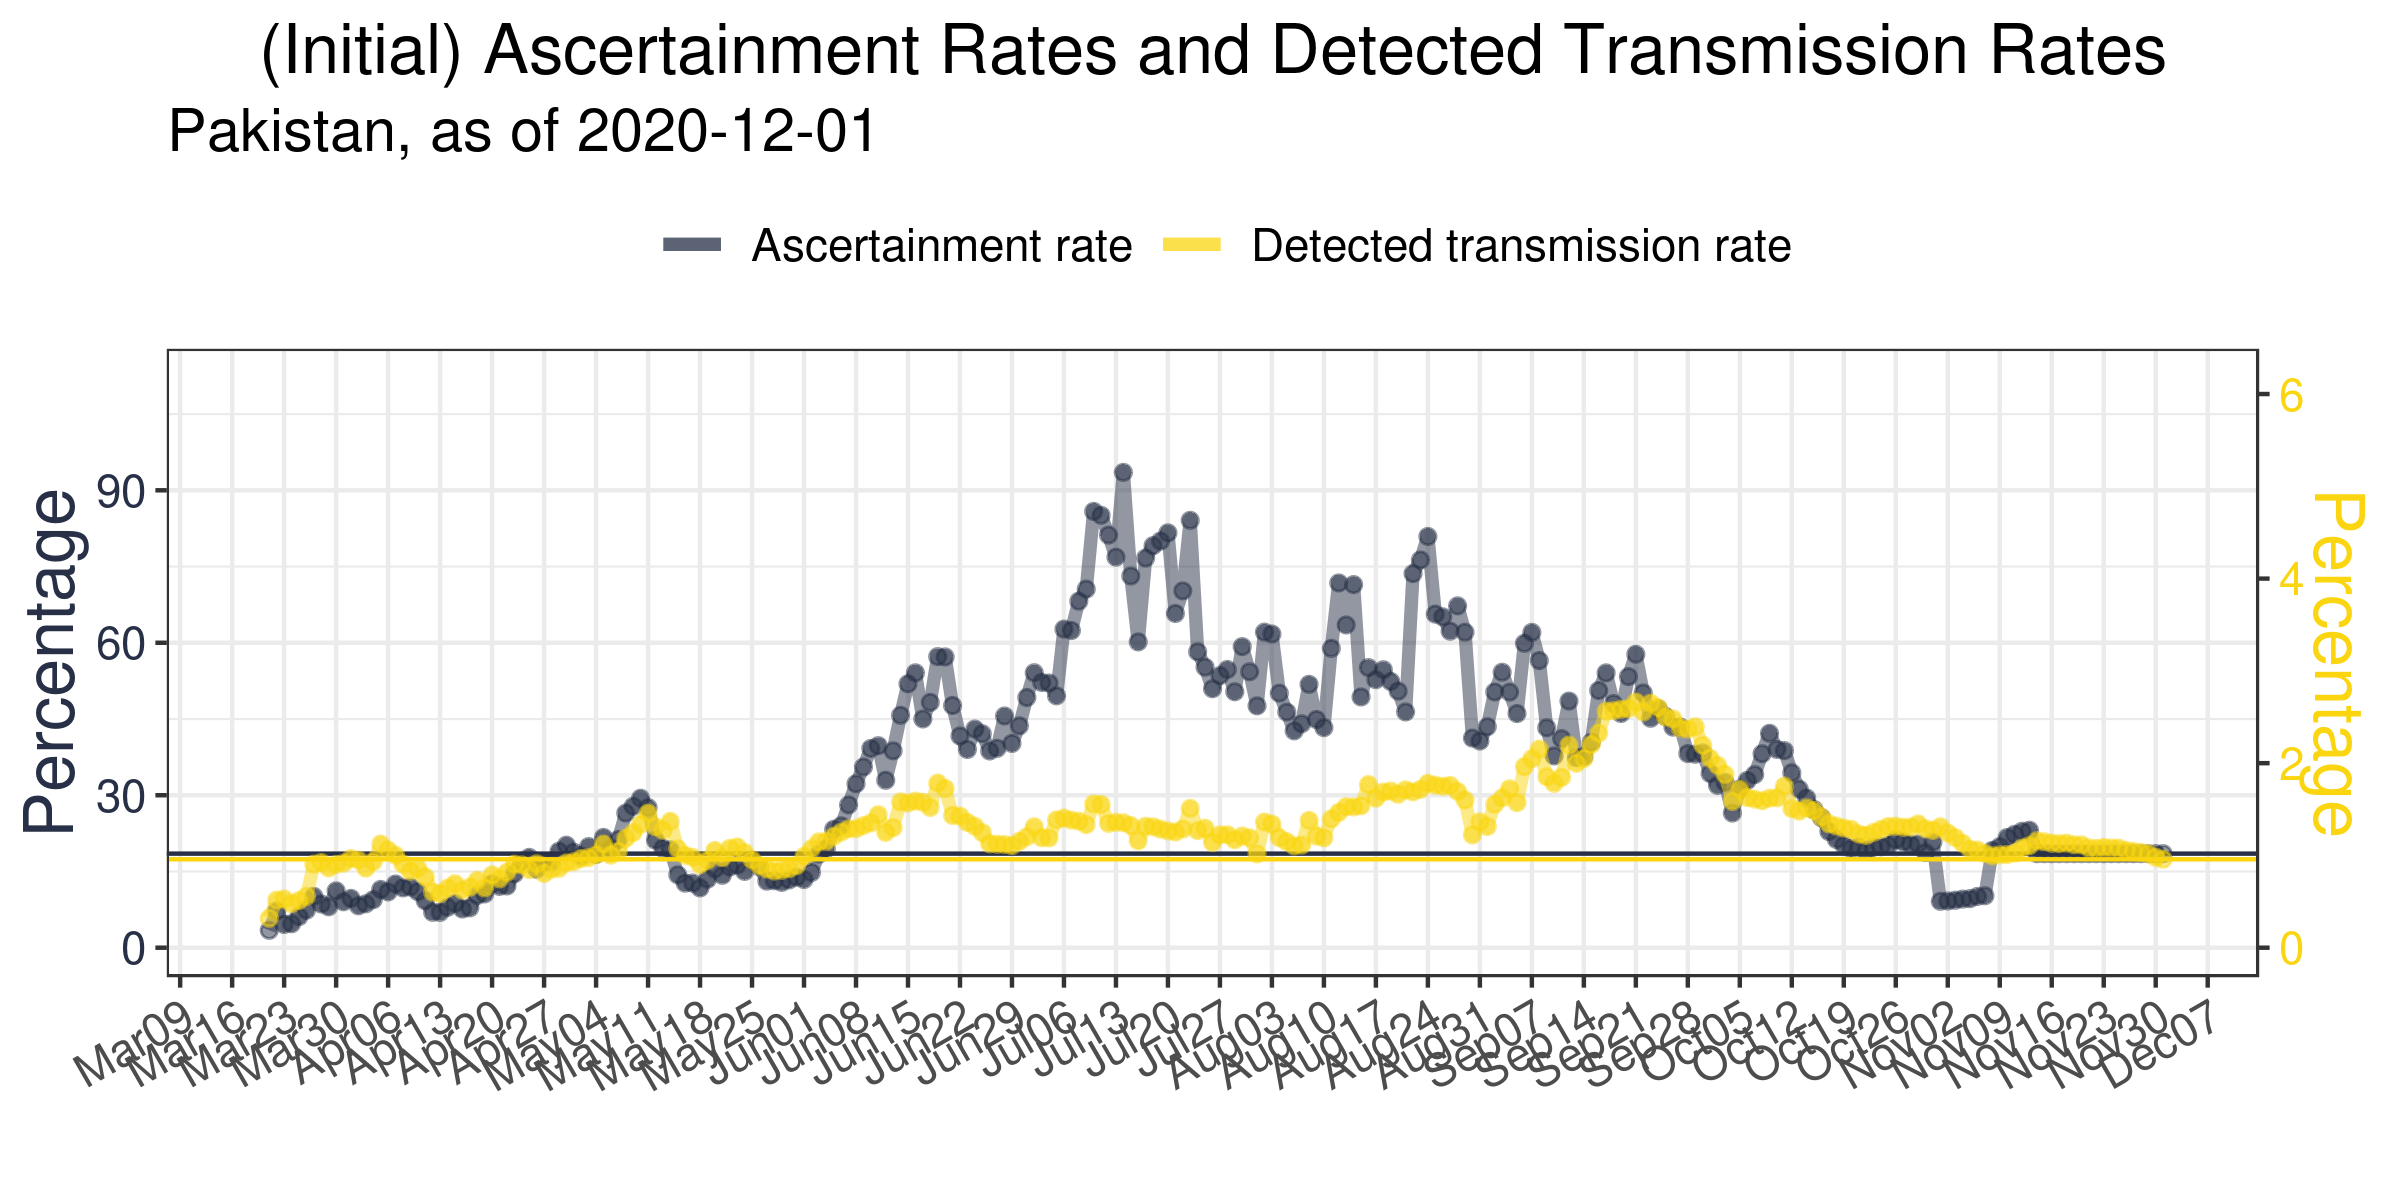 (Initial) Ascertainment Rates and Detected Transmission Rates
Pakistan, as of 2020-12-01
Ascertainment rate
Detected transmission rate
Percentage
90
60
30
0
6
4
2
0
Percentage
Mar09
Mar16
Mar23
Mar30
Apr06
Apr13
Apr20
Apr27
May04
May11
May18
May25
Jun01
Jun08
Jun15
Jun22
Jun29
Jul06
Jul13
Jul20
Jul27
Aug03
Aug10
Aug17
Aug24
Aug31
Sep07
Sep14
Sep21
Sep28
Oct05
Oct12
Oct19
Oct26
Nov02
Nov09
Nov16
Nov23
Nov30
Dec07